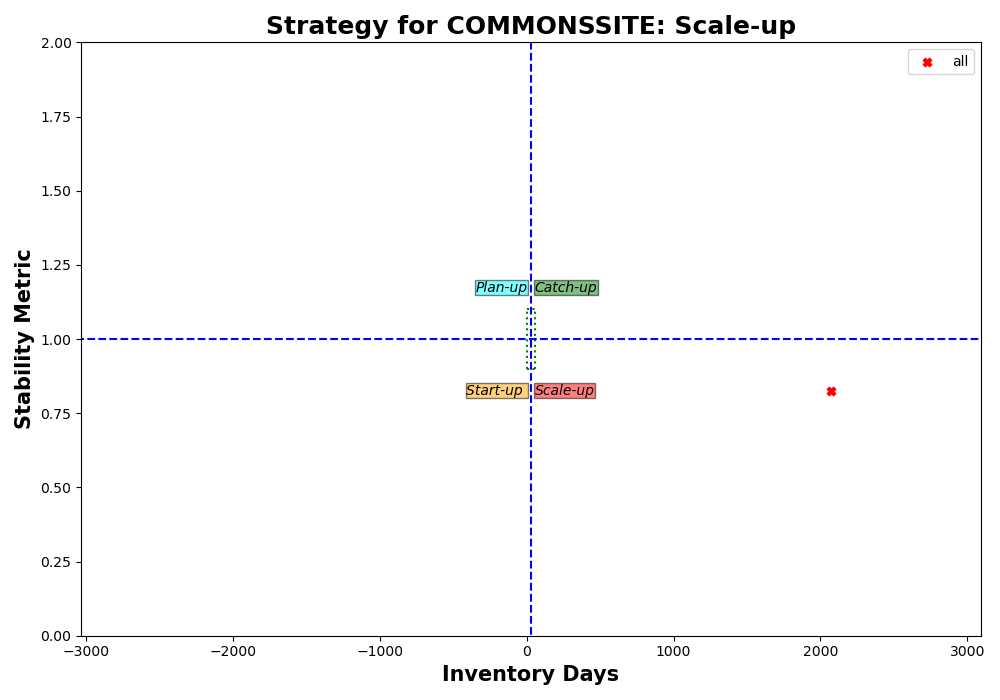 Strategy for COMMONSSITE: Scale-up
all
Stability Metric
2.00
1.75
1.50
1.25
1.00
0.75
0.50
0.25
0.00
Plan-up
Catch-up
Start-up
Scale-up
−3000
−2000
−1000
0
1000
2000
3000
Inventory Days